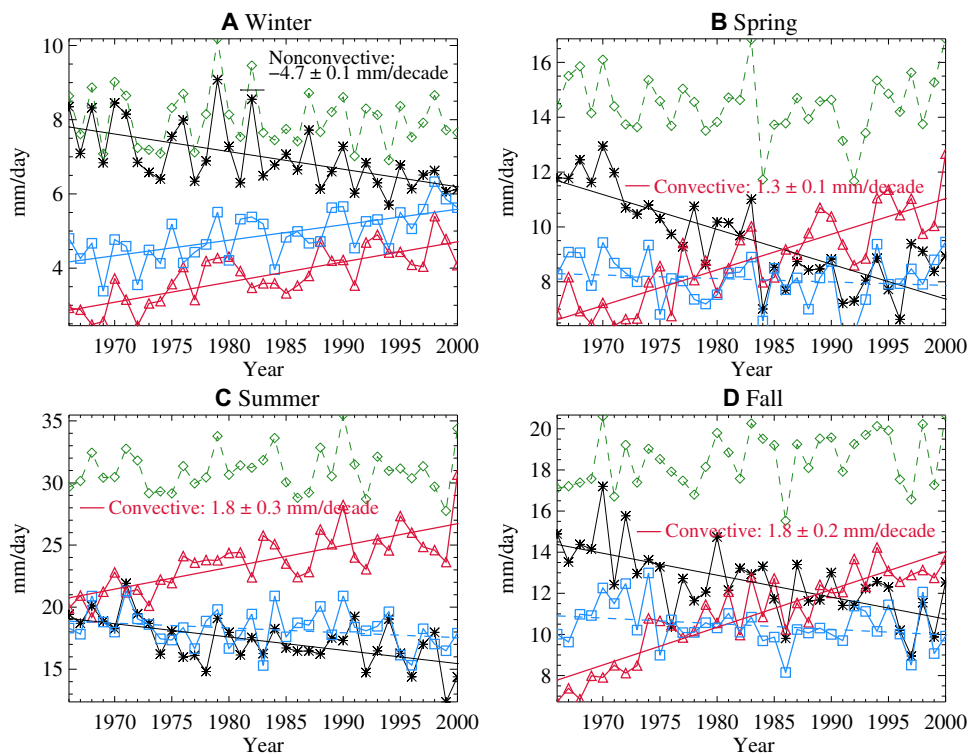 A Winter
10
8
6
4
mm/day
Nonconvective:
−4.7 ± 0.1 mm/decade
1970 1975 1980 1985 1990 1995 2000
Year
B Spring
16
14
12
10
8
mm/day
Convective: 1.3 ± 0.1 mm/decade
1970 1975 1980 1985 1990 1995 2000
Year
C Summer
35
30
25
20
15
mm/day
Convective: 1.8 ± 0.3 mm/decade
1970 1975 1980 1985 1990 1995 2000
Year
D Fall
20
18
16
14
12
10
8
mm/day
Convective: 1.8 ± 0.2 mm/decade
1970 1975 1980 1985 1990 1995 2000
Year